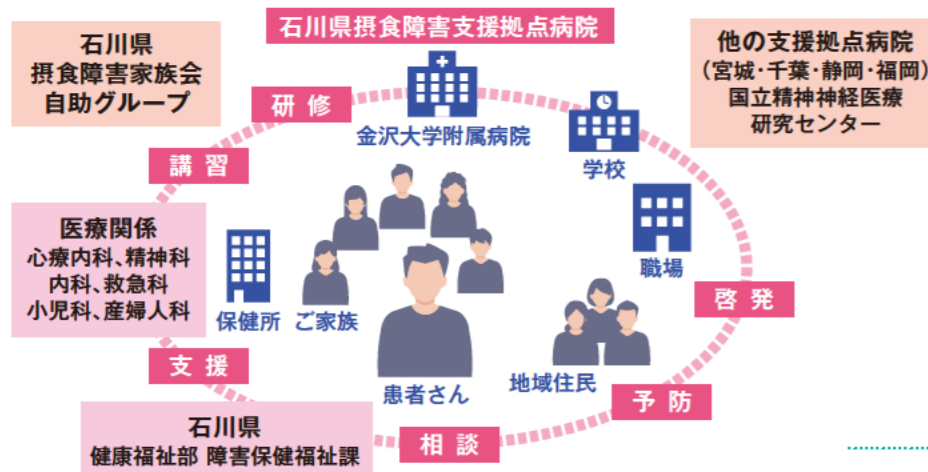 石川県摂食障害支援拠点病院
石川県
摂食障害家族会
自助グループ
他の支援拠点病院
（宮城・千葉・静岡・福岡）
国立精神神経医療
研究センター
研修
金沢大学附属病院
学校
講習
医療関係
心療内科、精神科
内科、救急科
小児科、産婦人科
保健所
ご家族
職場
啓発
支援
患者さん
地域住民
予防
石川県
健康福祉部 障害保健福祉課
相談